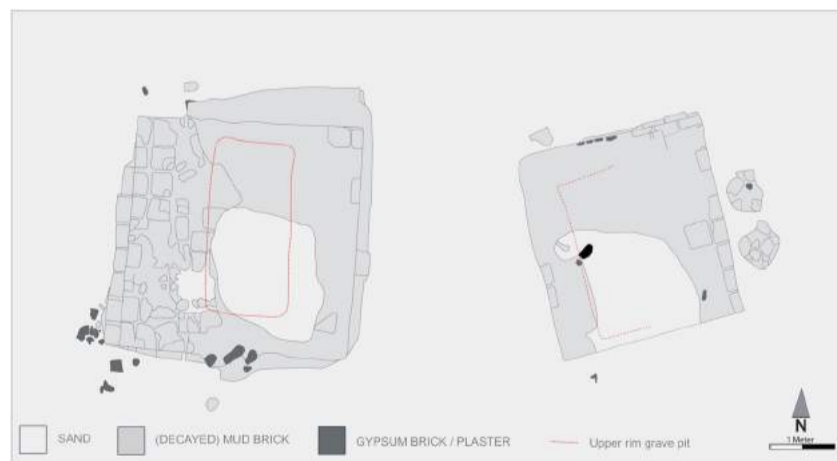 N
1 Meter
SAND
(DECAYED) MUD BRICK
GYPSUM BRICK / PLASTER
Upper rim grave pit